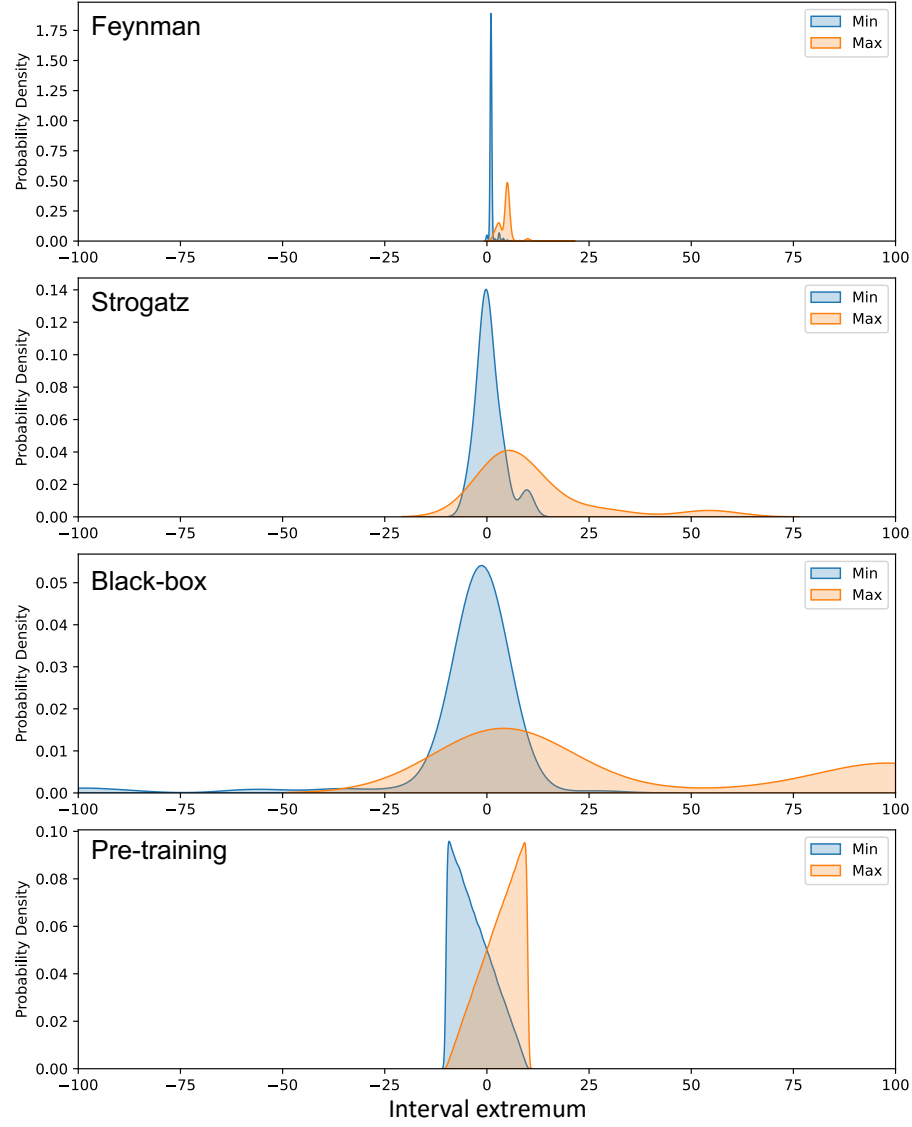 Feynman
Min
Max
Probability Density
1.75
1.50
1.25
1.00
0.75
0.50
0.25
0.00
−100 −75 −50 −25 0 25 50 75 100
Strogatz
Min
Max
Probability Density
0.14
0.12
0.10
0.08
0.06
0.04
0.02
0.00
−100 −75 −50 −25 0 25 50 75 100
Black-box
Min
Max
Probability Density
0.05
0.04
0.03
0.02
0.01
0.00
−100 −75 −50 −25 0 25 50 75 100
Pre-training
Min
Max
Probability Density
0.10
0.08
0.06
0.04
0.02
0.00
−100 −75 −50 −25 0 25 50 75 100
Interval extremum